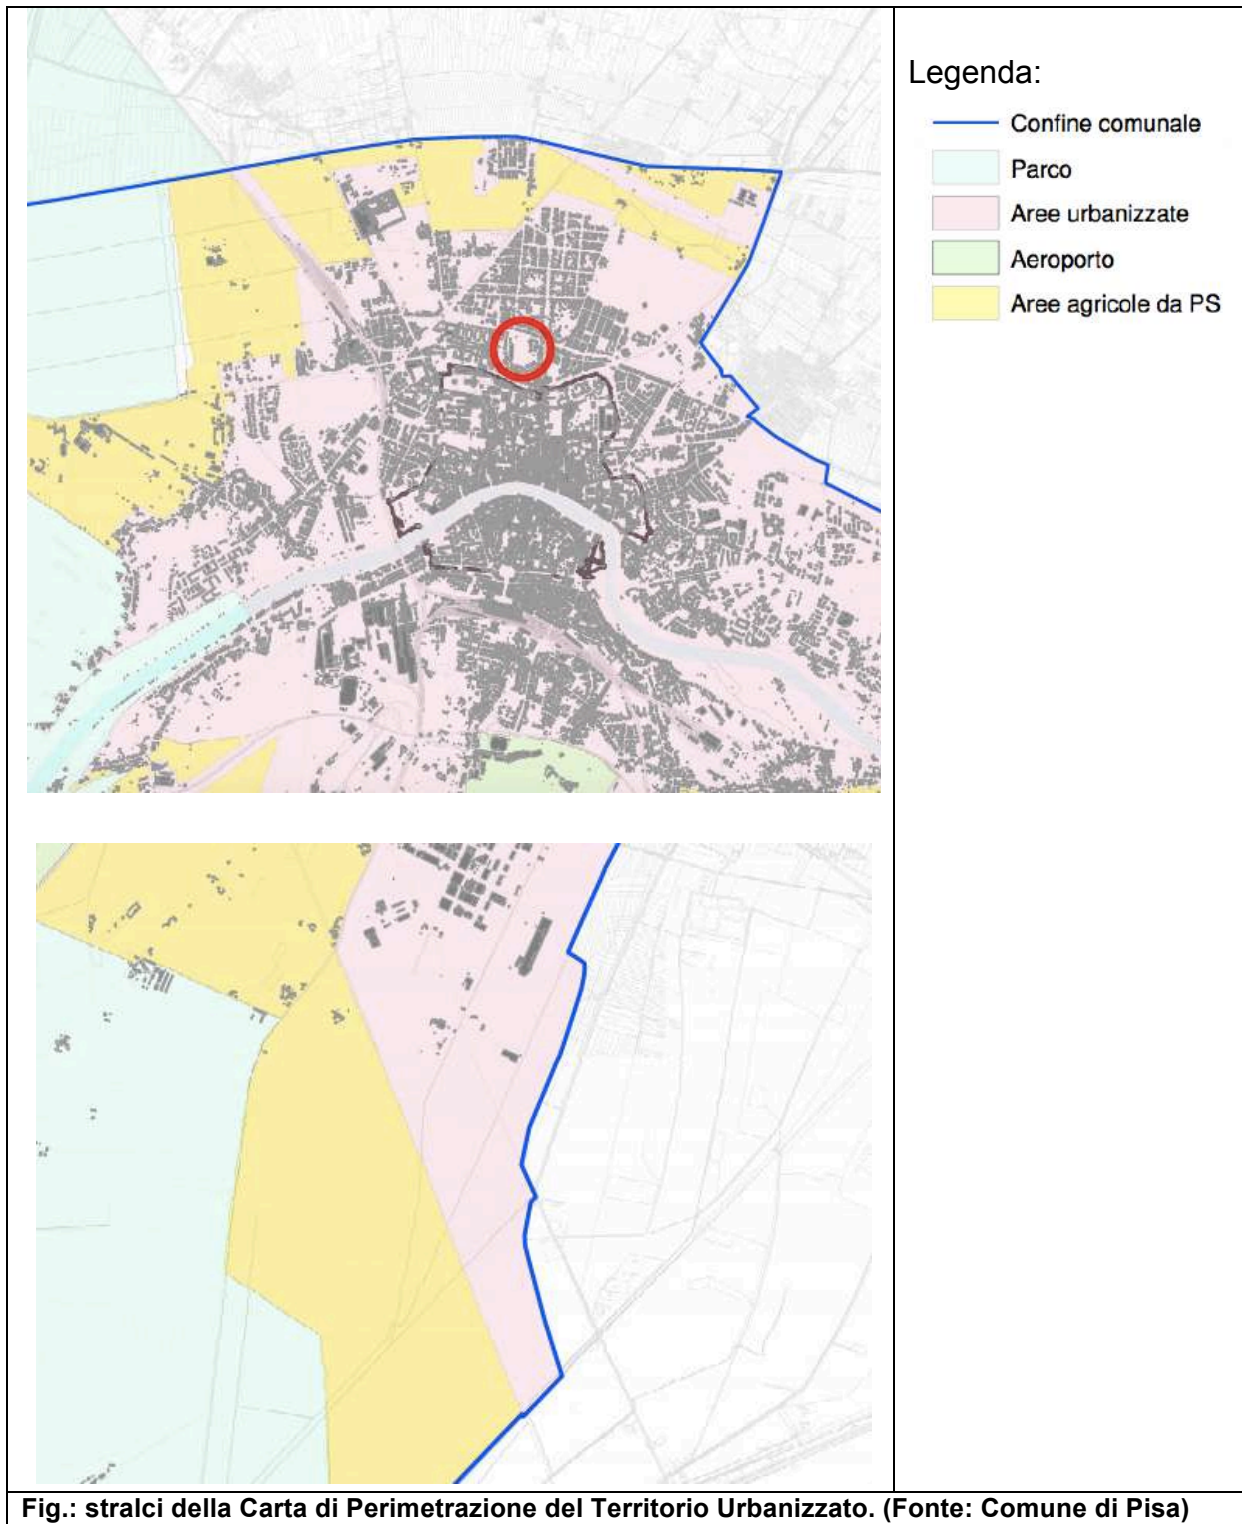 Legenda:
Confine comunale
Parco
Aree urbanizzate
Aeroporto
Aree agricole da PS
Fig.: stralci della Carta di Perimetrazione del Territorio Urbanizzato. (Fonte: Comune di Pisa)